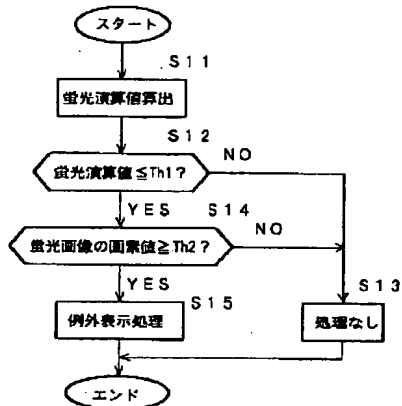 スタート
S11
蛍光演算値算出
S12
蛍光演算値≦Th1?
NO
YES
S14
蛍光画像の画素値≧Th2?
NO
YES
S15
S13
例外表示処理
処理なし
エンド